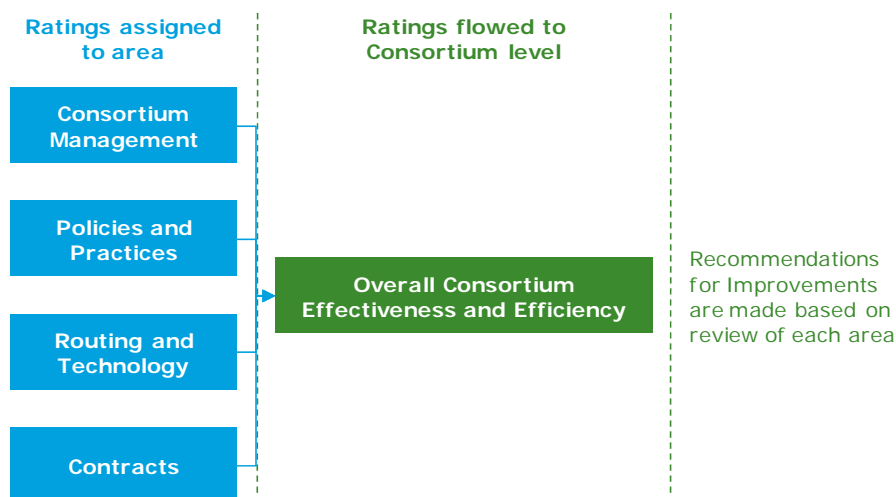 Ratings assigned
to area
Ratings flowed to
Consortium level
Consortium
Management
Policies and
Practices
Routing and
Technology
Contracts
Overall Consortium
Effectiveness and Efficiency
Recommendations
for Improvements
are made based on
review of each area